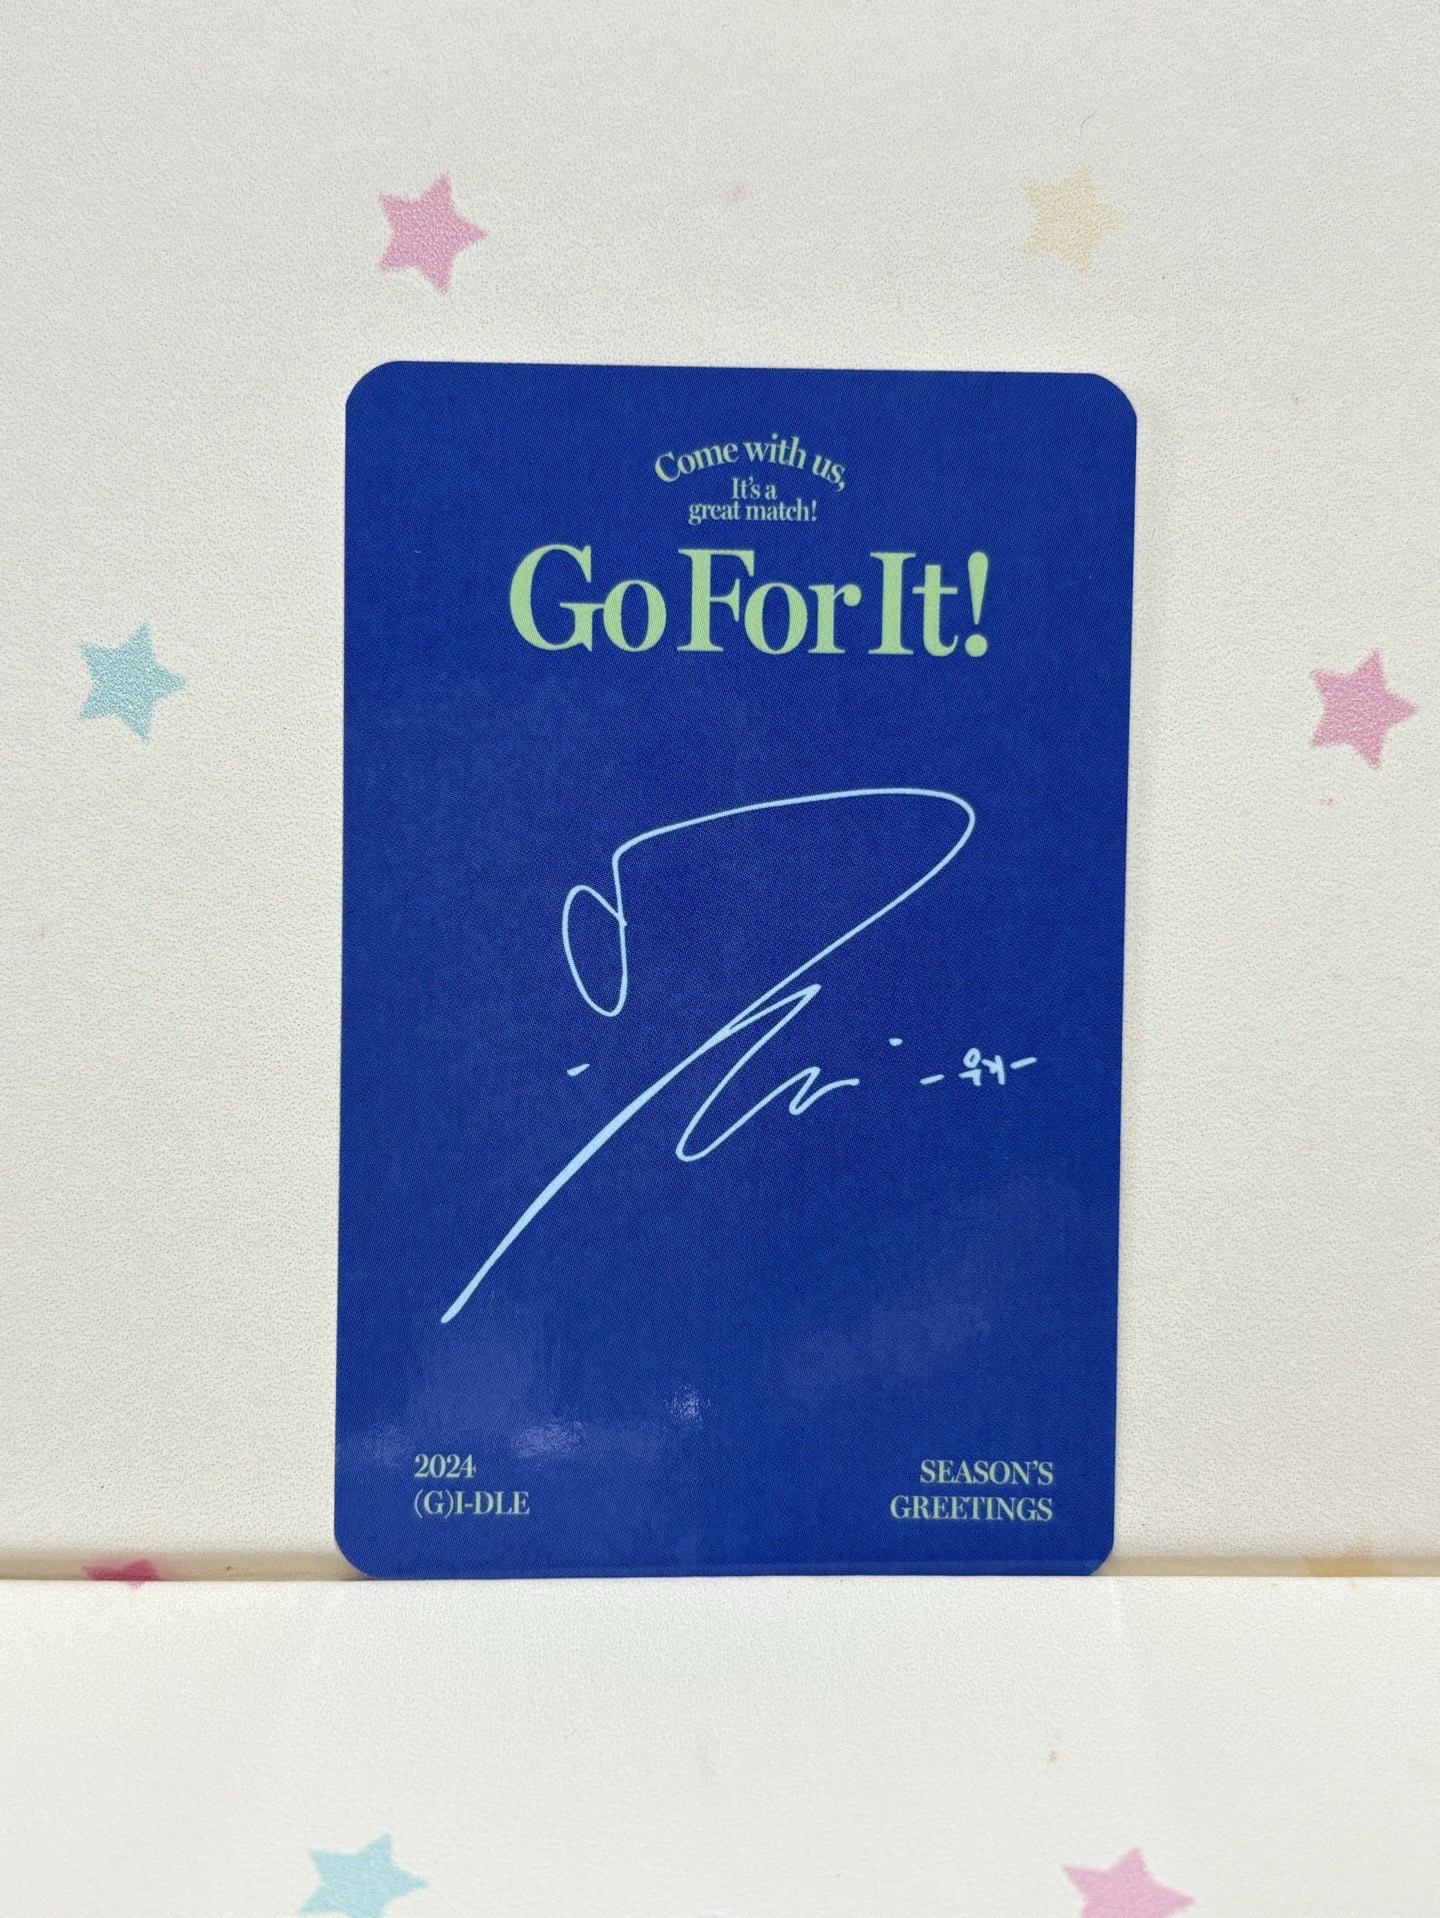 Come with us,
It's a
great match!
Go For It!
-우기-
2024
(G)I-DLE
SEASON'S
GREETINGS